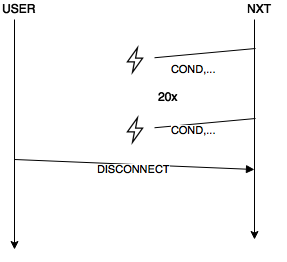 USER NXT
COND,...
20x
COND,...
DISCONNECT